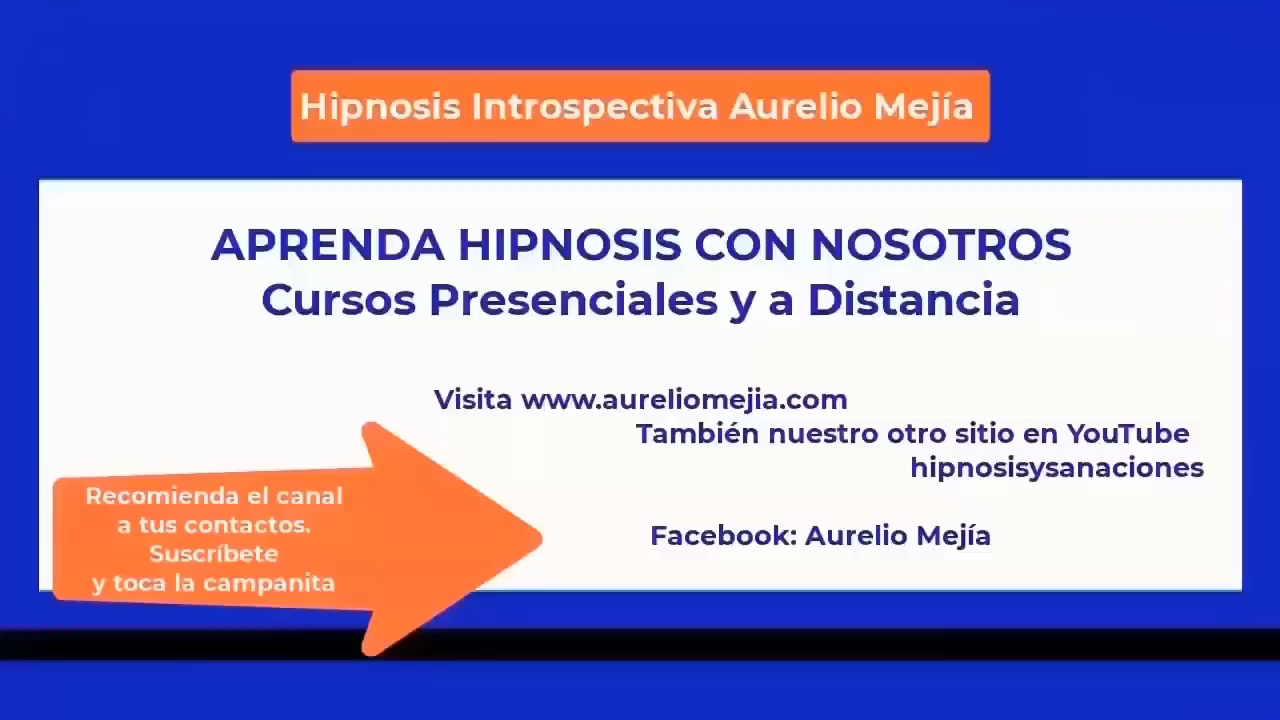 Hipnosis Introspectiva Aurelio Mejía
APRENDA HIPNOSIS CON NOSOTROS
Cursos Presenciales y a Distancia
Visita www.aureliomejia.com
También nuestro otro sitio en YouTube
hipnosisysanaciones
Facebook: Aurelio Mejía
Recomienda el canal
a tus contactos.
Suscríbete
y toca la campanita